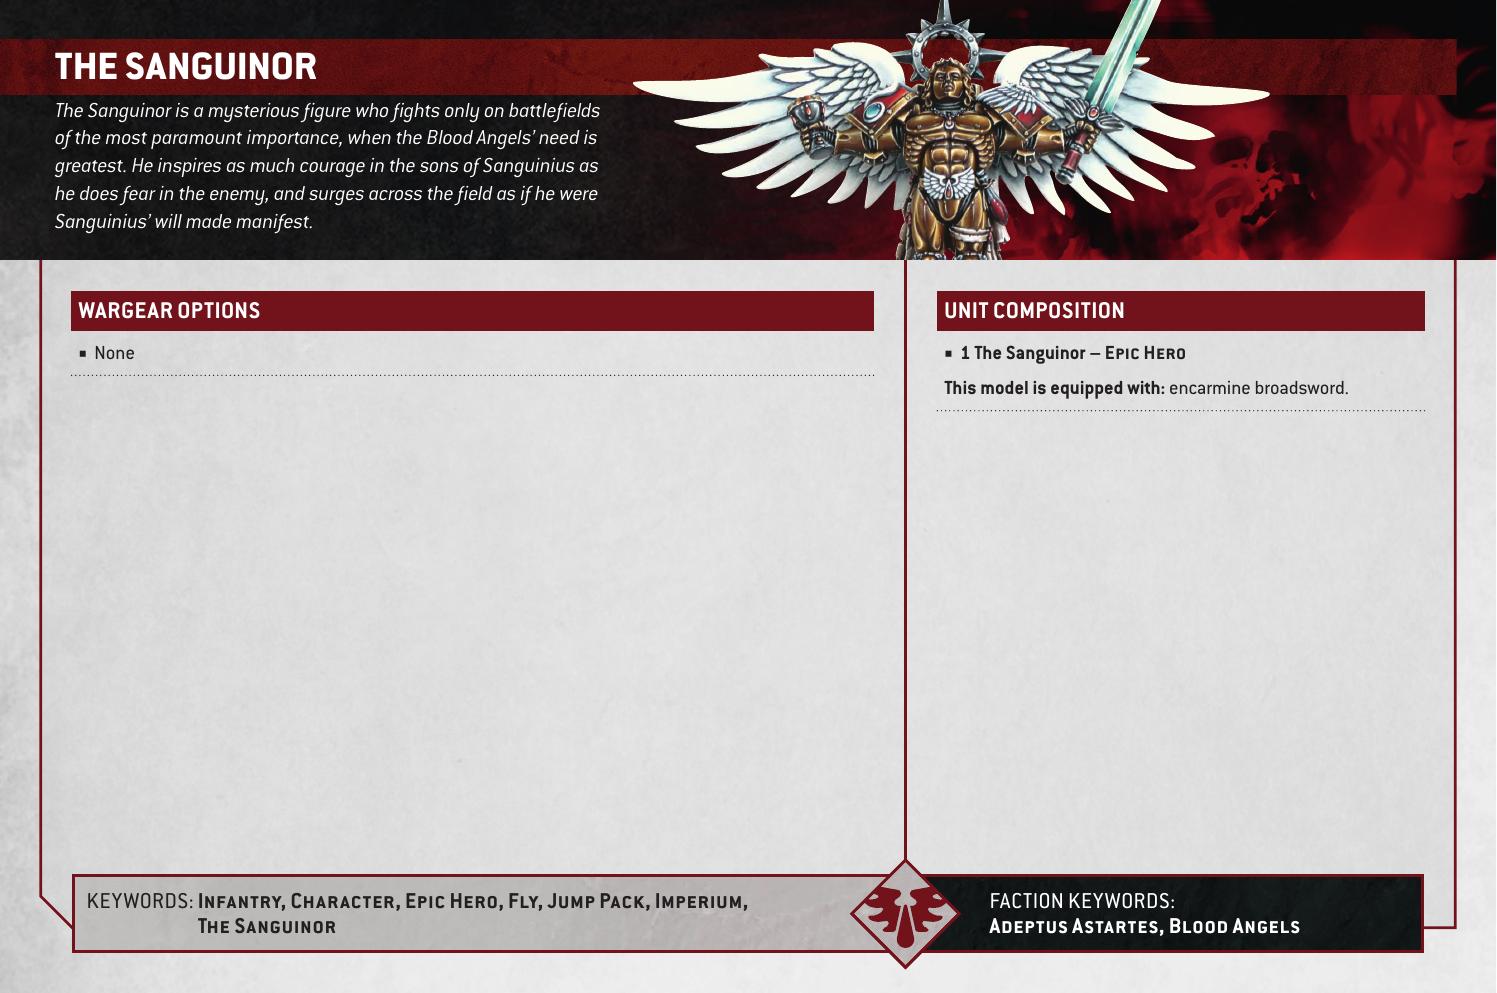 THE SANGUINOR
The Sanguinor is a mysterious figure who fights only on battlefields
of the most paramount importance, when the Blood Angels’ need is
greatest. He inspires as much courage in the sons of Sanguinius as
he does fear in the enemy, and surges across the field as if he were
Sanguinius’ will made manifest.
WARGEAR OPTIONS
▪ None
UNIT COMPOSITION
▪ 1 The Sanguinor – Epic Hero
This model is equipped with: encarmine broadsword.
KEYWORDS: Infantry, Character, Epic Hero, Fly, Jump Pack, Imperium,
The Sanguinor
FACTION KEYWORDS:
Adeptus Astartes, Blood Angels